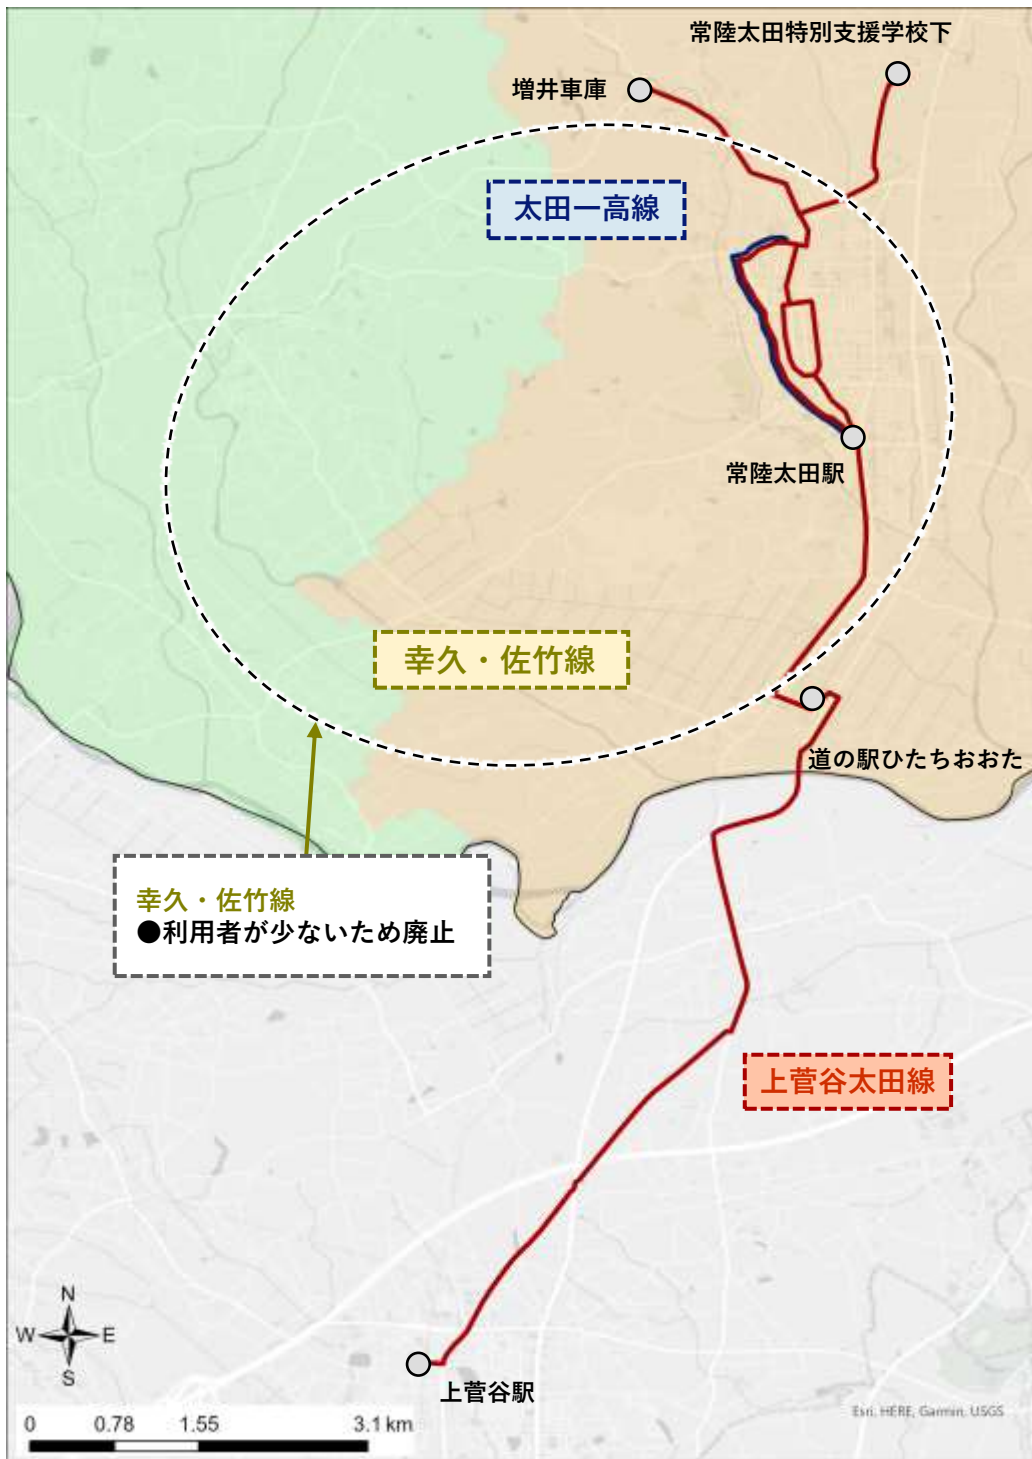 常陸太田特別支援学校下
増井車庫
太田一高線
常陸太田駅
幸久・佐竹線
道の駅ひたちおおた
幸久・佐竹線
●利用者が少ないため廃止
上菅谷太田線
N
W E
S
上菅谷駅
0 0.78 1.55 3.1 km
Esri, HERE, Garmin, USGS